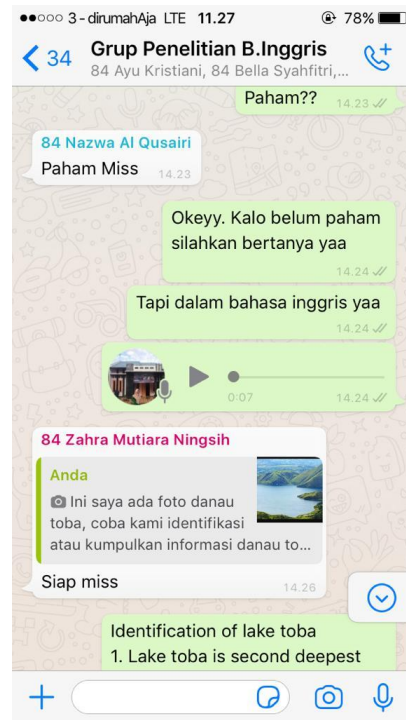 3 - dirumahAja LTE 11.27 78%
34 Grup Penelitian B.Inggris
84 Ayu Kristiani, 84 Bella Syahfitri,...
Paham??
14.23
84 Nazwa Al Qusairi
Paham Miss
14.23
Okeyy. Kalo belum paham
silahkan bertanya yaa
14.24
Tapi dalam bahasa inggris yaa
14.24
0:07 14.24
84 Zahra Mutiara Ningsih
Anda
Ini saya ada foto danau
toba, coba kami identifikasi
atau kumpulkan informasi danau to...
Siap miss
14.26
Identification of lake toba
1. Lake toba is second deepest